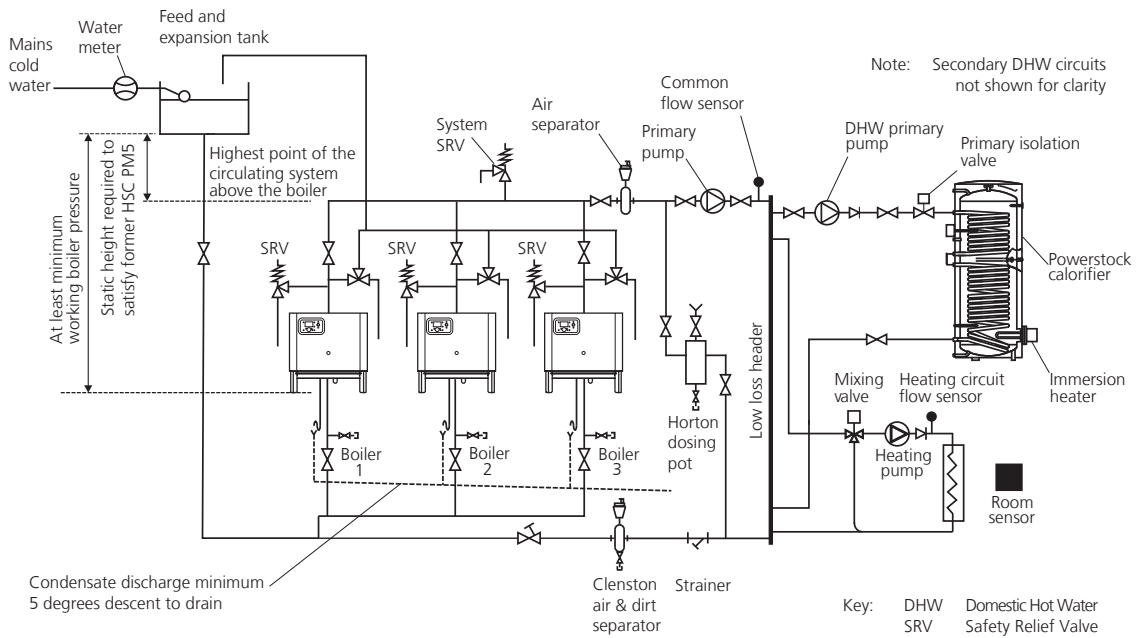 Mains
cold
water
Water
meter
Feed and
expansion tank
System
SRV
Air
separator
Primary
pump
Common
flow sensor
Note: Secondary DHW circuits
not shown for clarity
DHW primary
pump
Primary isolation
valve
Highest point of the
circulating system
above the boiler
At least minimum
working boiler pressure
Static height required to
satisfy former HSC PM5
SRV
SRV
SRV
Powerstock
calorifier
Low loss header
Immersion
heater
Mixing
valve
Heating circuit
flow sensor
Horton
dosing
pot
Heating
pump
Room
sensor
Boiler
1
Boiler
2
Boiler
3
Condensate discharge minimum
5 degrees descent to drain
Clenston
air & dirt
separator
Strainer
Key: DHW Domestic Hot Water
SRV Safety Relief Valve